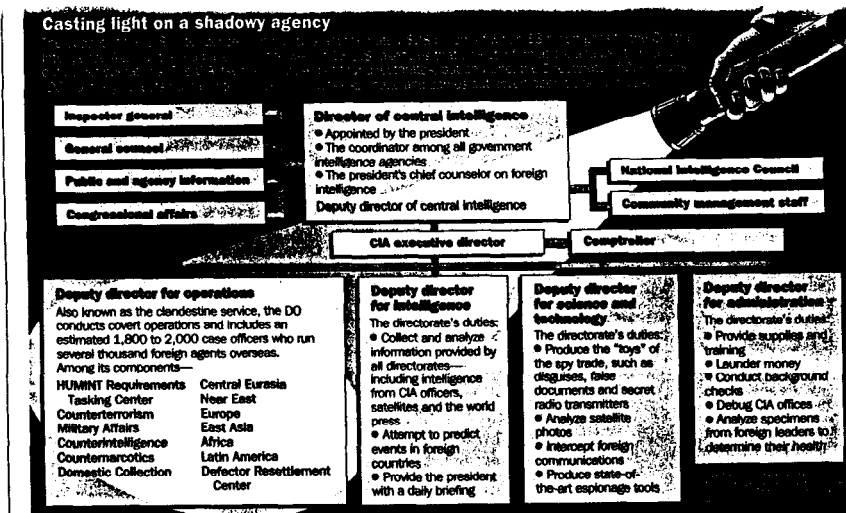 Casting light on a shadowy agency
Inspector general
General counsel
Public and agency information
Congressional affairs
Director of central intelligence
• Appointed by the president
• The coordinator among all government
intelligence agencies
• The president's chief counselor on foreign
intelligence
Deputy director of central intelligence
National Intelligence Council
Community management staff
CIA executive director
Comptroller
Deputy director for operations
Also known as the clandestine service, the DO
conducts covert operations and includes an
estimated 1,800 to 2,000 case officers who run
several thousand foreign agents overseas.
Among its components—
HUMINT Requirements
Tasking Center
Counterterrorism
Military Affairs
Counterintelligence
Counternarcotics
Domestic Collection
Central Eurasia
Near East
Europe
East Asia
Africa
Latin America
Defector Resettlement
Center
Deputy director
for intelligence
The directorate's duties:
• Collect and analyze
information provided by
all directorates—
including intelligence
from CIA officers,
satellites and the world
press
• Attempt to predict
events in foreign
countries
• Provide the president
with a daily briefing
Deputy director
for science and
technology
The directorate's duties:
• Produce the "toys" of
the spy trade, such as
disguises, false
documents and secret
radio transmitters
• Analyze satellite
photos
• Intercept foreign
communications
• Produce state-of-
the-art espionage tools
Deputy director
for administration
The directorate's duties:
• Provide supplies and
training
• Launder money
• Conduct background
checks
• Debug CIA offices
• Analyze specimens
from foreign leaders to
determine their health